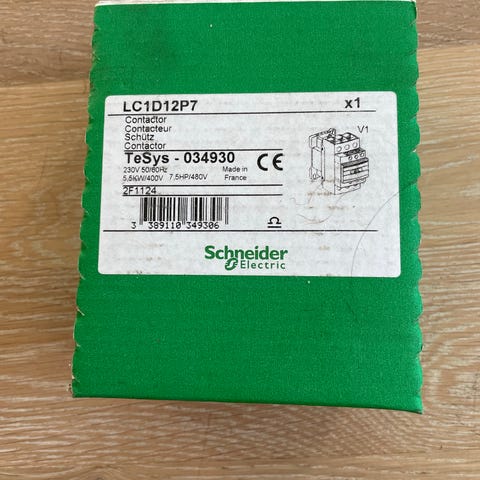 LC1D12P7 x1
Contactor
Contacteur
Schütz
Contactor
V1
TeSys - 034930
230V 50/60Hz Made in
5,5KW/400V 7,5HP/480V France
CE
2F1124
3 389110 349306
Schneider
Electric